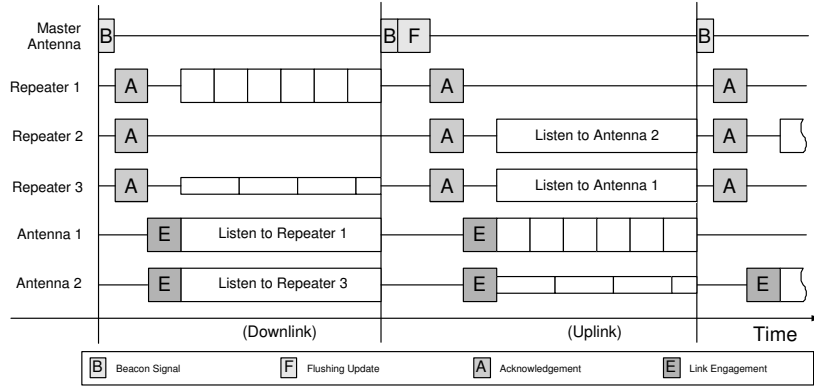 Master
Antenna
B
B F
B
Repeater 1
A
A
A
Repeater 2
A
A
Listen to Antenna 2
A
Repeater 3
A
A
Listen to Antenna 1
A
Antenna 1
E
Listen to Repeater 1
E
Antenna 2
E
Listen to Repeater 3
E
E
(Downlink)
(Uplink)
Time
B Beacon Signal
F Flushing Update
A Acknowledgement
E Link Engagement